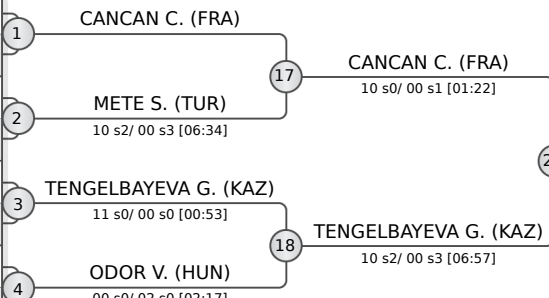 CANCAN C. (FRA)
1
17
CANCAN C. (FRA)
10 s0/ 00 s1 [01:22]
METE S. (TUR)
2
10 s2/ 00 s3 [06:34]
TENGELBAYEVA G. (KAZ)
3
11 s0/ 00 s0 [00:53]
18
TENGELBAYEVA G. (KAZ)
10 s2/ 00 s3 [06:57]
ODOR V. (HUN)
4